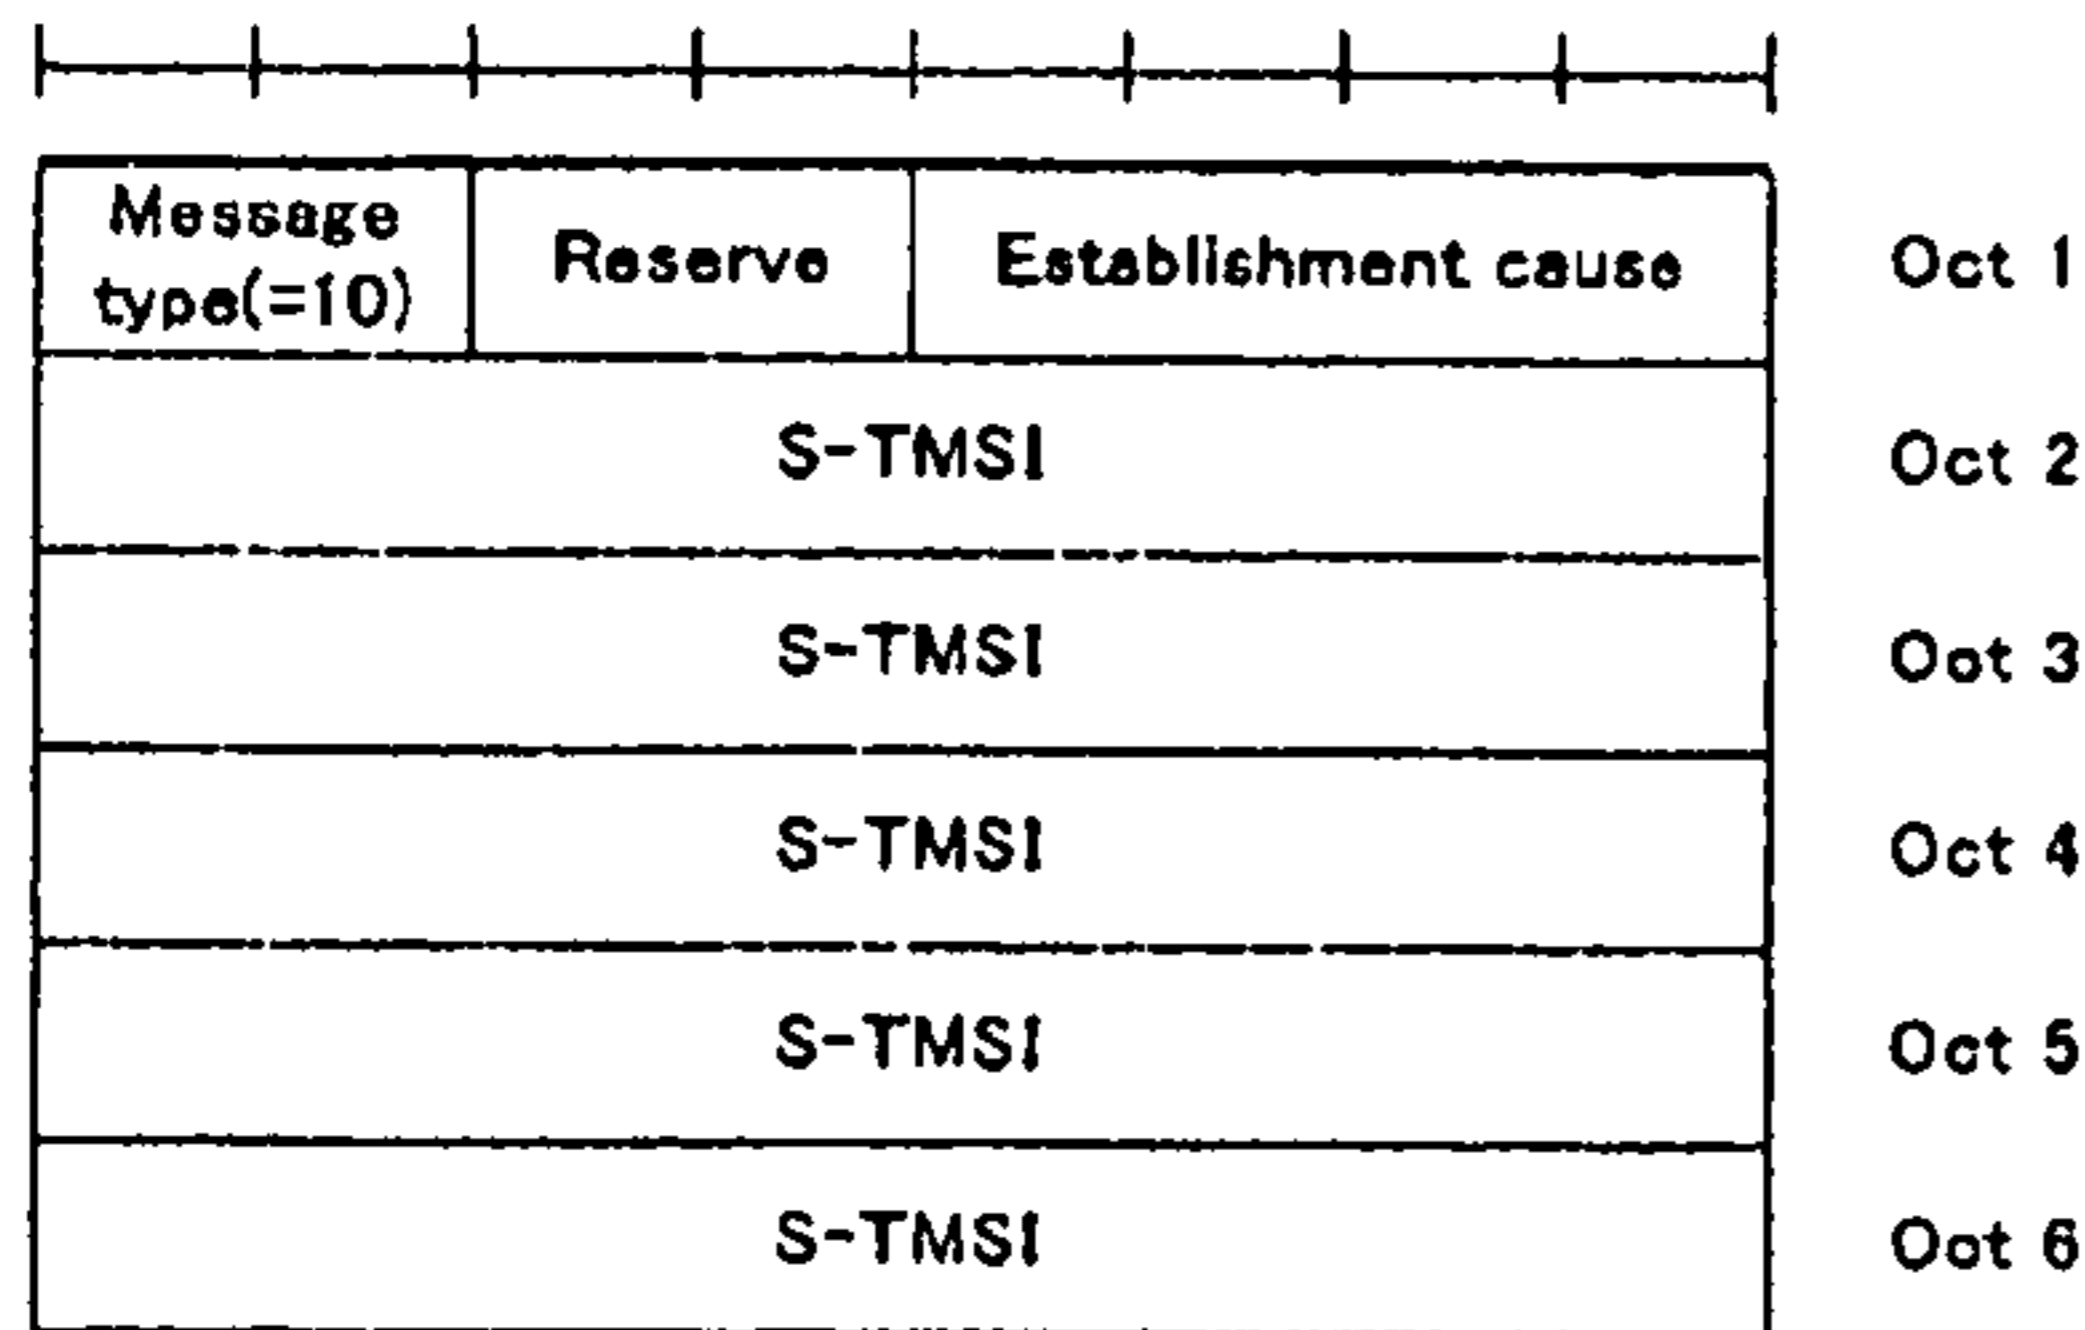 Message
type(=10)
Reserve
Establishment cause
Oct 1
S-TMSI
Oct 2
S-TMSI
Oct 3
S-TMSI
Oct 4
S-TMSI
Oct 5
S-TMSI
Oct 6